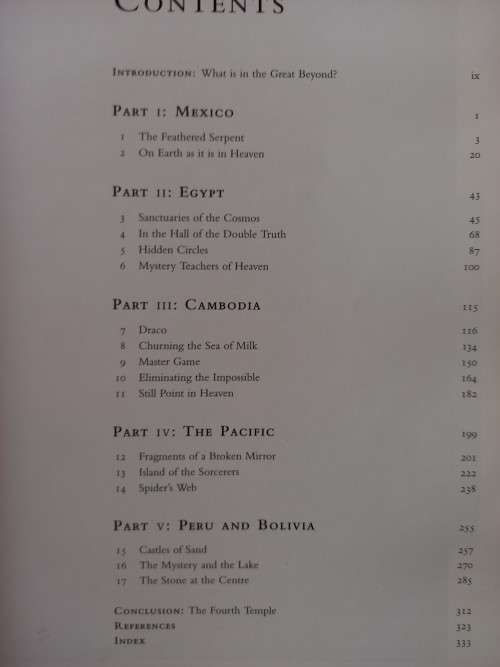 CONTENTS
INTRODUCTION: What is in the Great Beyond? ix
PART I: MEXICO 1
1 The Feathered Serpent 3
2 On Earth as it is in Heaven 20
PART II: EGYPT 43
3 Sanctuaries of the Cosmos 45
4 In the Hall of the Double Truth 68
5 Hidden Circles 87
6 Mystery Teachers of Heaven 100
PART III: CAMBODIA 115
7 Draco 116
8 Churning the Sea of Milk 134
9 Master Game 150
10 Eliminating the Impossible 164
11 Still Point in Heaven 182
PART IV: THE PACIFIC 199
12 Fragments of a Broken Mirror 201
13 Island of the Sorcerers 222
14 Spider's Web 238
PART V: PERU AND BOLIVIA 255
15 Castles of Sand 257
16 The Mystery and the Lake 270
17 The Stone at the Centre 285
CONCLUSION: The Fourth Temple 312
REFERENCES 323
INDEX 333